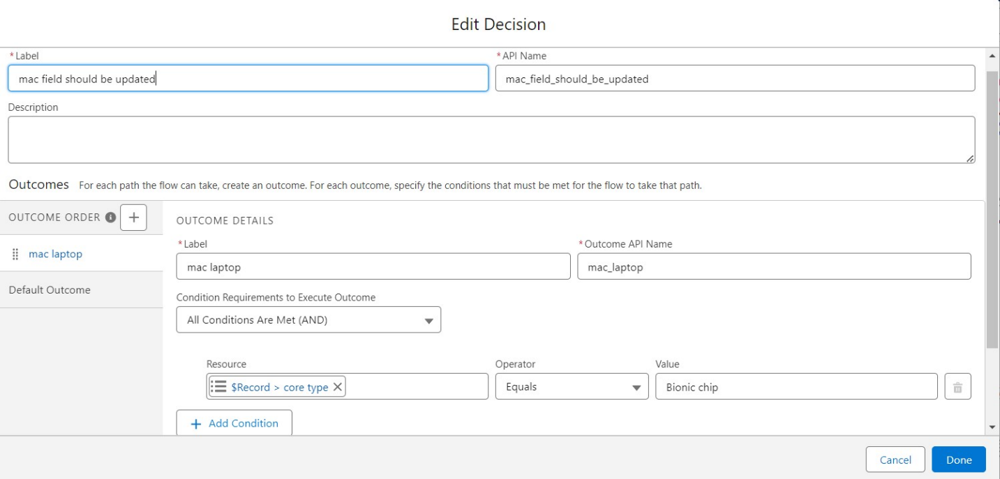 Edit Decision
* Label
* API Name
mac field should be updated
mac_field_should_be_updated
Description
Outcomes For each path the flow can take, create an outcome. For each outcome, specify the conditions that must be met for the flow to take that path.
OUTCOME ORDER
mac laptop
Default Outcome
OUTCOME DETAILS
* Label
* Outcome API Name
mac laptop
mac_laptop
Condition Requirements to Execute Outcome
All Conditions Are Met (AND)
Resource
Operator
Value
$Record > core type
Equals
Bionic chip
+ Add Condition
Cancel
Done